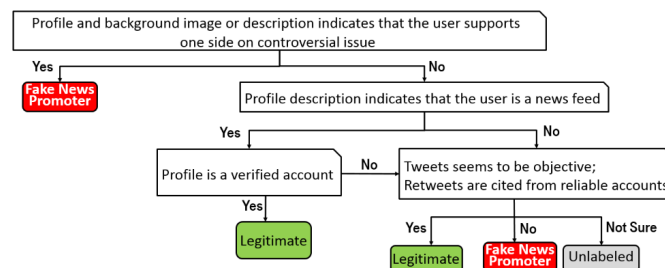 Profile and background image or description indicates that the user supports
one side on controversial issue
Yes
No
Fake News
Promoter
Profile description indicates that the user is a news feed
Yes
No
Profile is a verified account
No
Tweets seems to be objective;
Retweets are cited from reliable accounts
Yes
Legitimate
Yes
No
Not Sure
Legitimate
Fake News
Promoter
Unlabeled